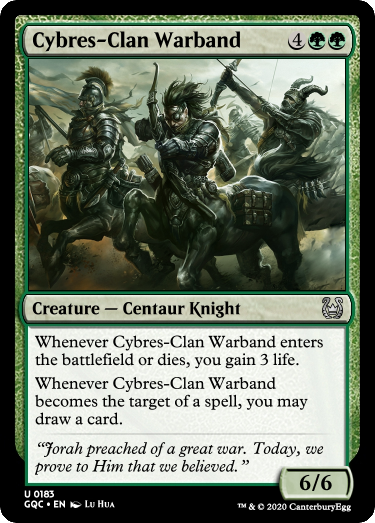 Cybres-Clan Warband 4
Creature — Centaur Knight
Whenever Cybres-Clan Warband enters
the battlefield or dies, you gain 3 life.
Whenever Cybres-Clan Warband
becomes the target of a spell, you may
draw a card.
“Jorah preached of a great war. Today, we
prove to Him that we believed.”
6/6
U 0183
GQC • EN Lu Hua
™ & © 2020 CanterburyEgg